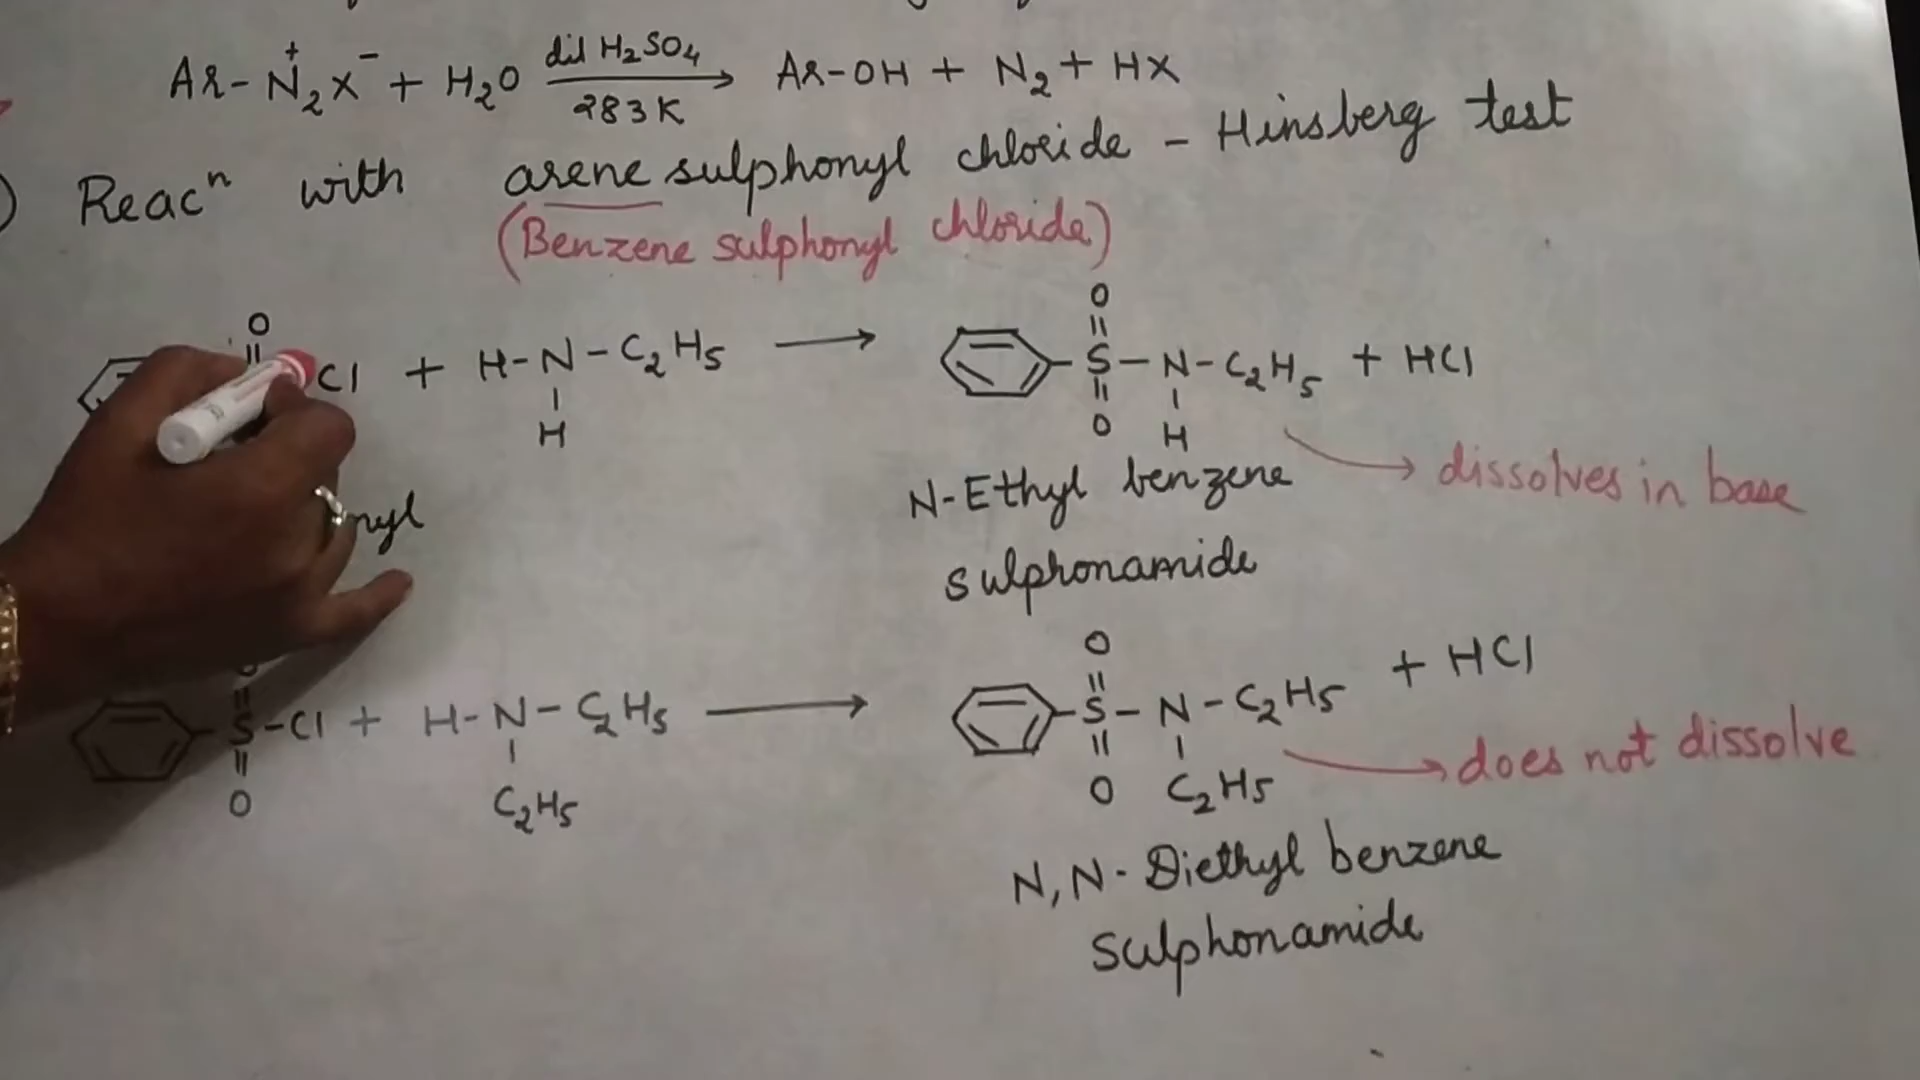 Ar-N₂⁺X⁻ + H₂O dil H₂SO₄ 283K → Ar-OH + N₂ + HX
Reacⁿ with arene sulphonyl chloride - Hinsberg test
(Benzene sulphonyl chloride)
O O
Cl + H-N-C₂H₅ → S-N-C₂H₅ + HCl
H O H
dissolves in base
nyl N-Ethyl benzene
sulphonamide
O
S-Cl + H-N-C₂H₅ → S-N-C₂H₅ + HCl
O C₂H₅ O C₂H₅
does not dissolve
N,N-Diethyl benzene
sulphonamide